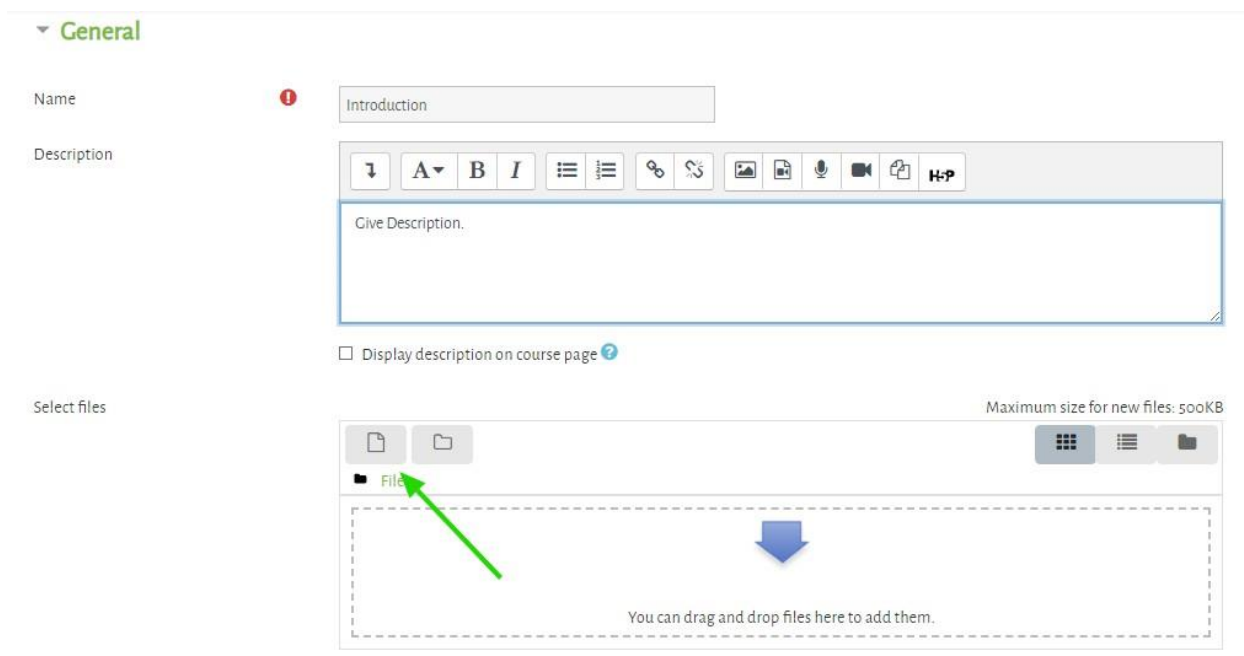 General
Name
Introduction
Description
A B I
H-P
Give Description.
Display description on course page
Select files
Maximum size for new files: 500KB
You can drag and drop files here to add them.